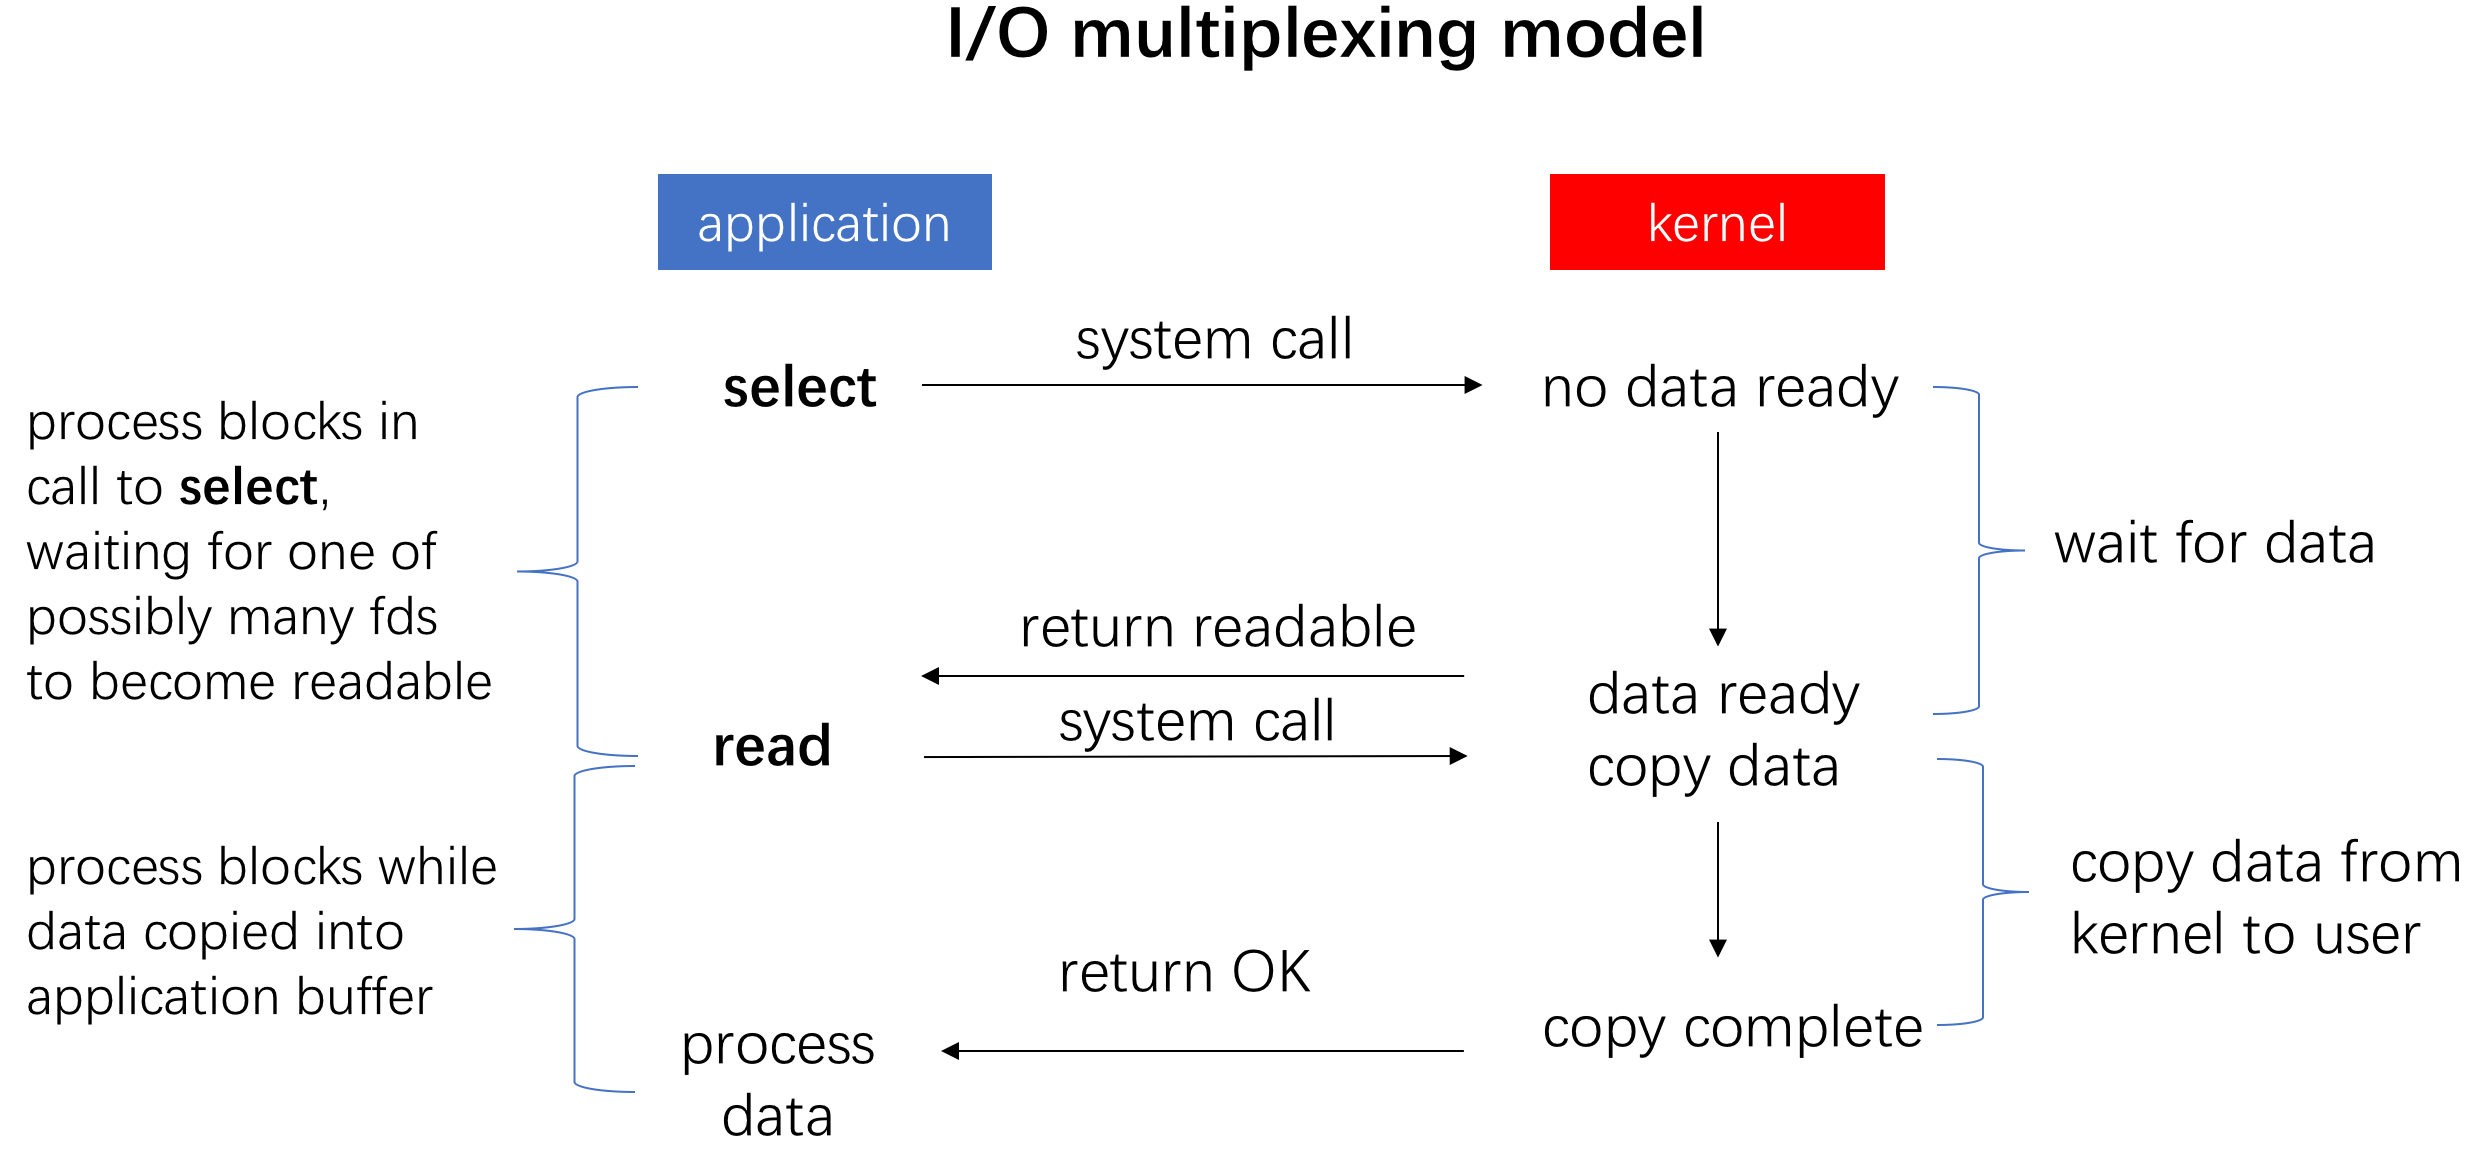 I/O multiplexing model
application
kernel
system call
select
no data ready
process blocks in
call to select,
waiting for one of
possibly many fds
to become readable
wait for data
return readable
data ready
system call
read
copy data
process blocks while
data copied into
application buffer
copy data from
kernel to user
return OK
copy complete
process
data